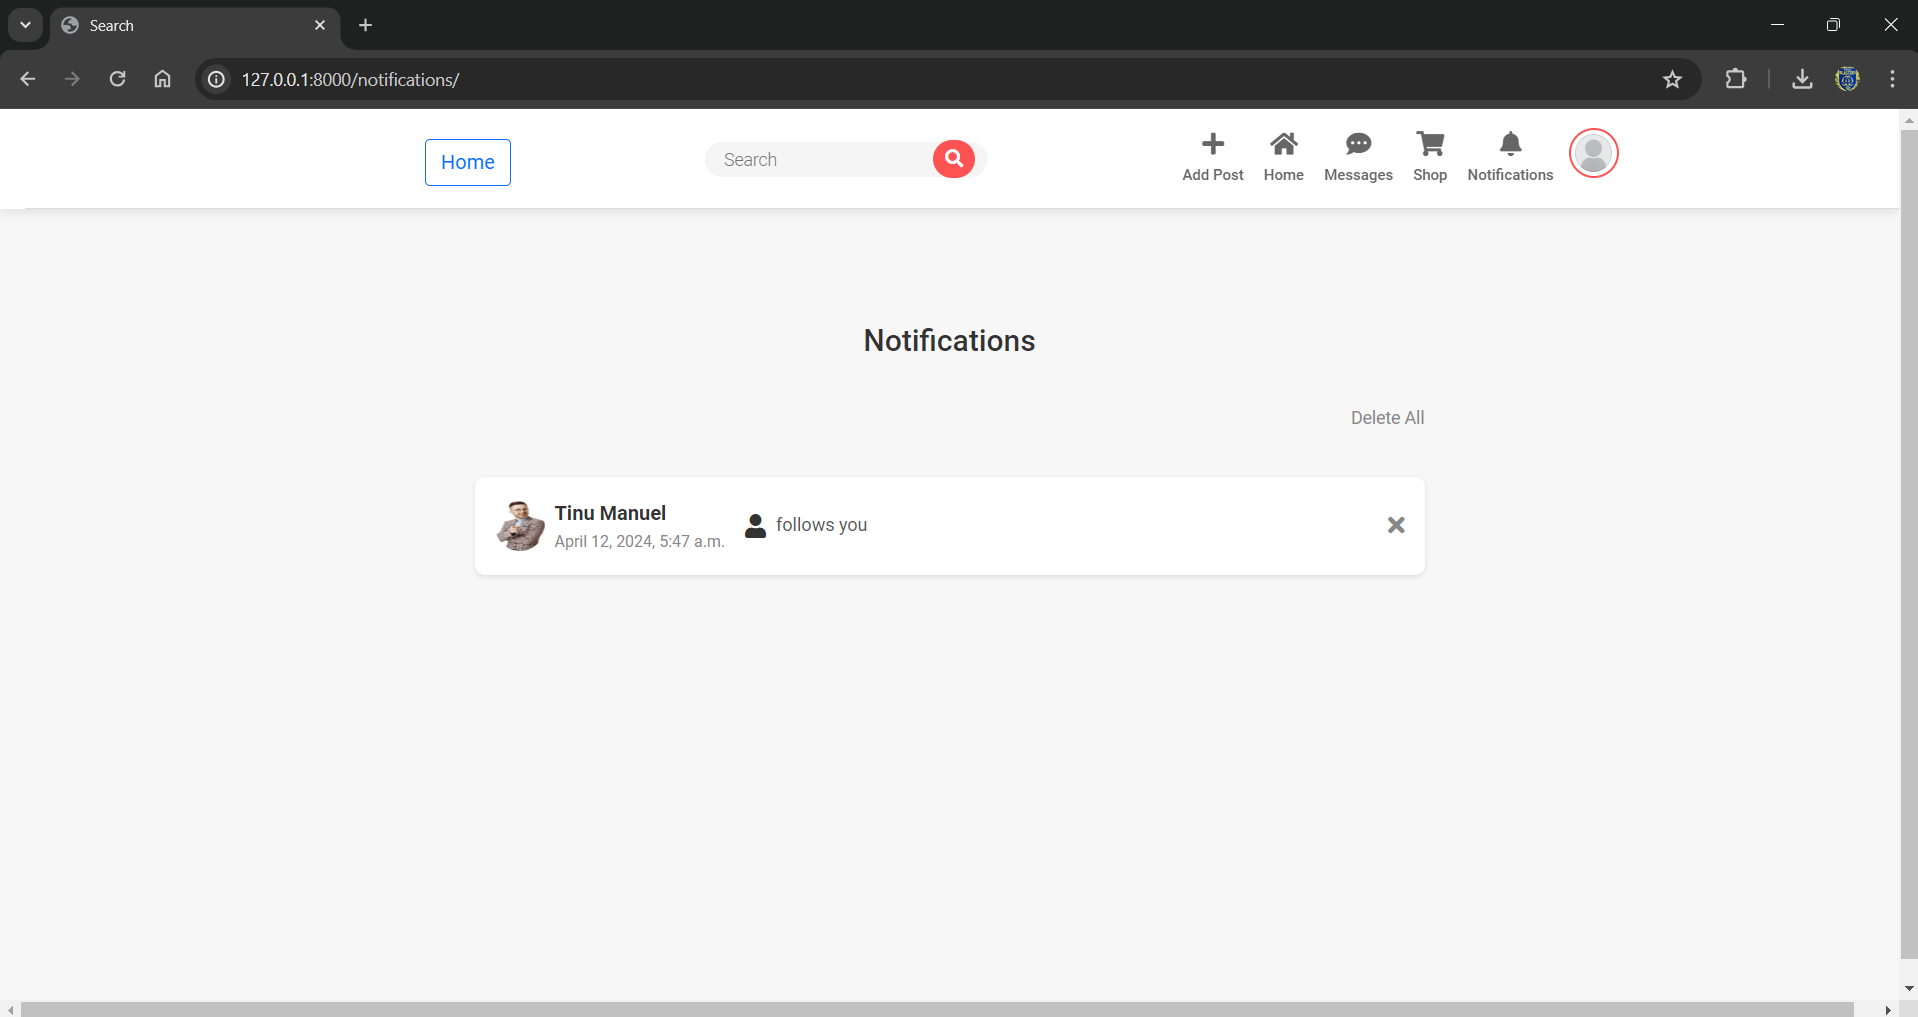 Search
127.0.0.1:8000/notifications/
Home
Search
Add Post
Home
Messages
Shop
Notifications
Notifications
Delete All
Tinu Manuel
April 12, 2024, 5:47 a.m.
follows you